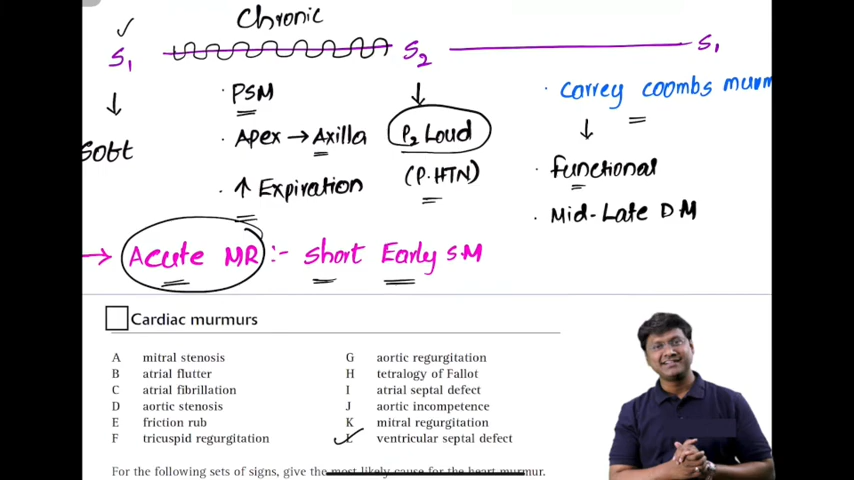 Chronic
S₁ S₂ S₁
· PSM
· Apex → Axilla
· ↑ Expiration
P₂ Loud
(P.HTN)
· Carrey coombs murm
· functional
· Mid-Late DM
soft
→ Acute MR :- short Early S.M
Cardiac murmurs
A mitral stenosis
B atrial flutter
C atrial fibrillation
D aortic stenosis
E friction rub
F tricuspid regurgitation
G aortic regurgitation
H tetralogy of Fallot
I atrial septal defect
J aortic incompetence
K mitral regurgitation
L ventricular septal defect
For the following sets of signs, give the most likely cause for the heart murmur.